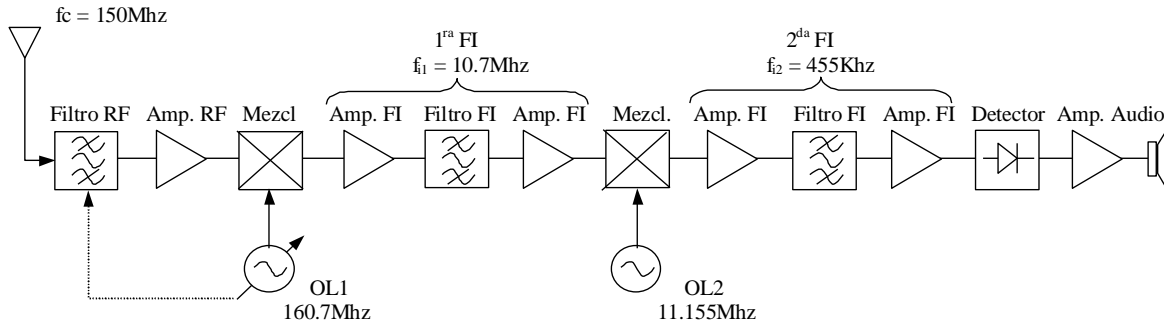 fc = 150Mhz
1ra FI
fi1 = 10.7Mhz
2da FI
fi2 = 455Khz
Filtro RF
Amp. RF
Mezcl
Amp. FI
Filtro FI
Amp. FI
Mezcl.
Amp. FI
Filtro FI
Amp. FI
Detector
Amp. Audio
OL1
160.7Mhz
OL2
11.155Mhz